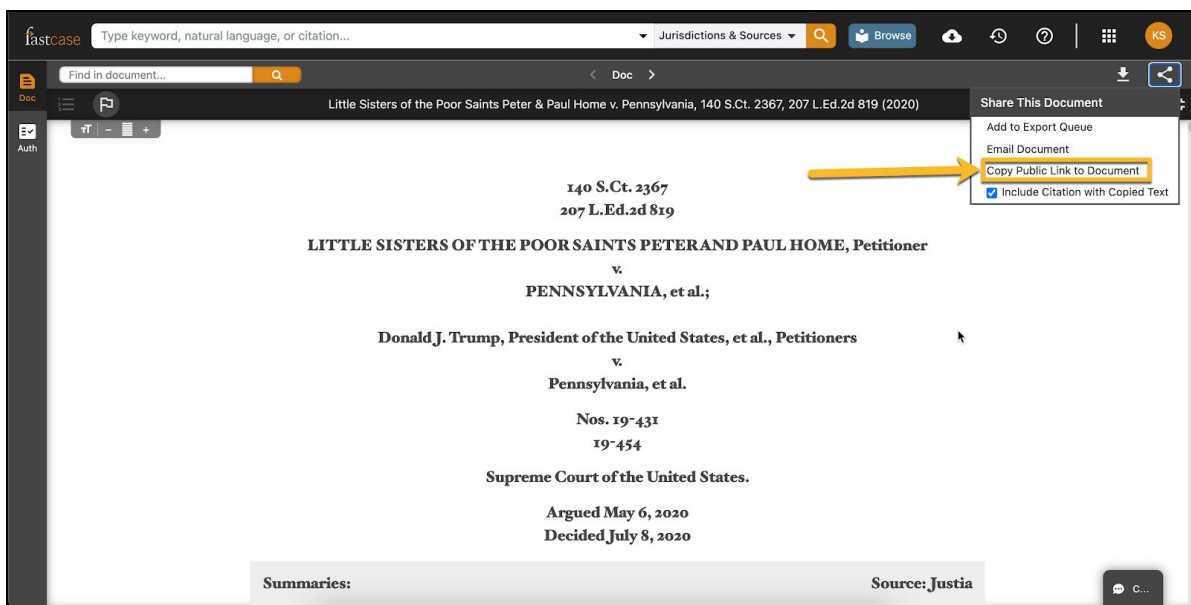 fastcase Type keyword, natural language, or citation... Jurisdictions & Sources Browse KS
Find in document... < Doc >
Doc
Little Sisters of the Poor Saints Peter & Paul Home v. Pennsylvania, 140 S.Ct. 2367, 207 L.Ed.2d 819 (2020)
Share This Document
Add to Export Queue
Email Document
Copy Public Link to Document
Include Citation with Copied Text
Auth
TT - +
140 S.Ct. 2367
207 L.Ed.2d 819
LITTLE SISTERS OF THE POOR SAINTS PETER AND PAUL HOME, Petitioner
v.
PENNSYLVANIA, et al.;
Donald J. Trump, President of the United States, et al., Petitioners
v.
Pennsylvania, et al.
Nos. 19-431
19-454
Supreme Court of the United States.
Argued May 6, 2020
Decided July 8, 2020
Summaries: Source: Justia
C...